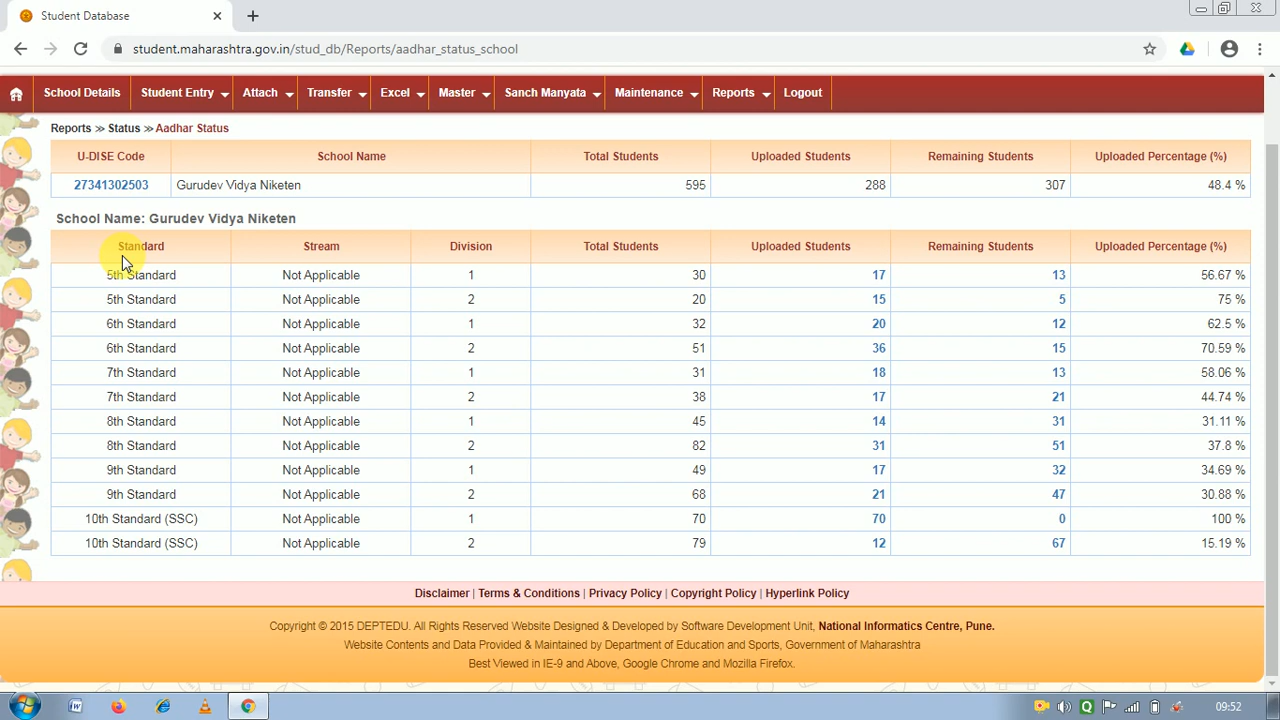 Student Database
student.maharashtra.gov.in/stud_db/Reports/aadhar_status_school
School Details Student Entry Attach Transfer Excel Master Sanch Manyata Maintenance Reports Logout
Reports >> Status >> Aadhar Status
U-DISE Code School Name Total Students Uploaded Students Remaining Students Uploaded Percentage (%)
27341302503 Gurudev Vidya Niketen 595 288 307 48.4 %
School Name: Gurudev Vidya Niketen
Standard Stream Division Total Students Uploaded Students Remaining Students Uploaded Percentage (%)
5th Standard Not Applicable 1 30 17 13 56.67 %
5th Standard Not Applicable 2 20 15 5 75 %
6th Standard Not Applicable 1 32 20 12 62.5 %
6th Standard Not Applicable 2 51 36 15 70.59 %
7th Standard Not Applicable 1 31 18 13 58.06 %
7th Standard Not Applicable 2 38 17 21 44.74 %
8th Standard Not Applicable 1 45 14 31 31.11 %
8th Standard Not Applicable 2 82 31 51 37.8 %
9th Standard Not Applicable 1 49 17 32 34.69 %
9th Standard Not Applicable 2 68 21 47 30.88 %
10th Standard (SSC) Not Applicable 1 70 70 0 100 %
10th Standard (SSC) Not Applicable 2 79 12 67 15.19 %
Disclaimer | Terms & Conditions | Privacy Policy | Copyright Policy | Hyperlink Policy
Copyright © 2015 DEPTEDU. All Rights Reserved Website Designed & Developed by Software Development Unit, National Informatics Centre, Pune.
Website Contents and Data Provided & Maintained by Department of Education and Sports, Government of Maharashtra
Best Viewed in IE-9 and Above, Google Chrome and Mozilla Firefox.
09:52